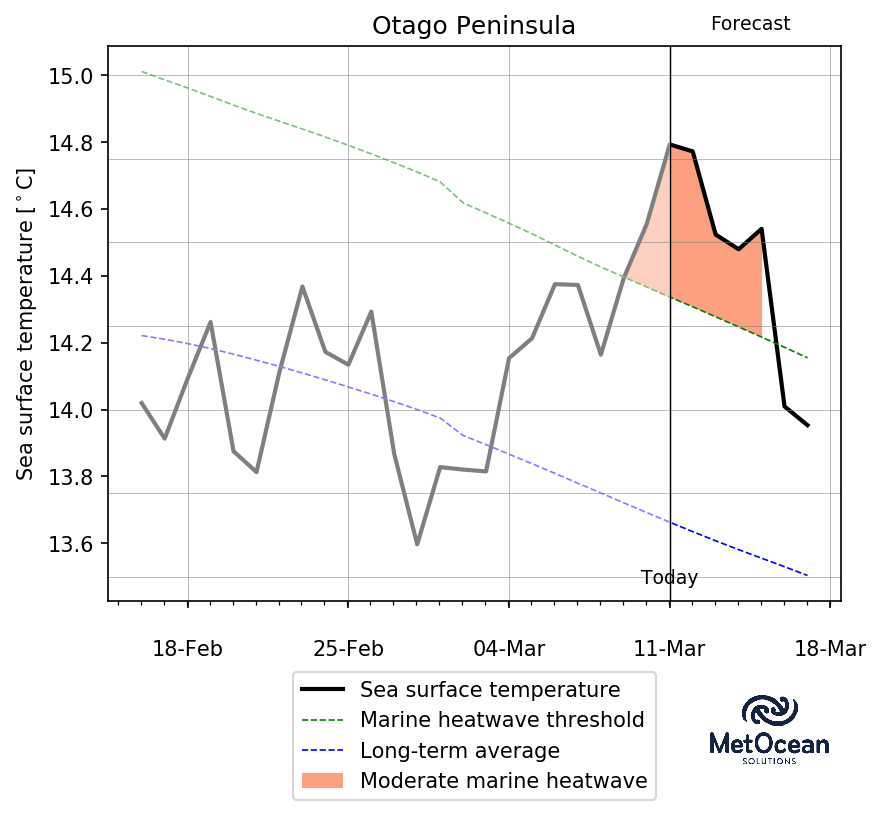 Otago Peninsula
Forecast
Sea surface temperature [°C]
15.0
14.8
14.6
14.4
14.2
14.0
13.8
13.6
Today
18-Feb 25-Feb 04-Mar 11-Mar 18-Mar
Sea surface temperature
Marine heatwave threshold
Long-term average
Moderate marine heatwave
MetOcean
SOLUTIONS